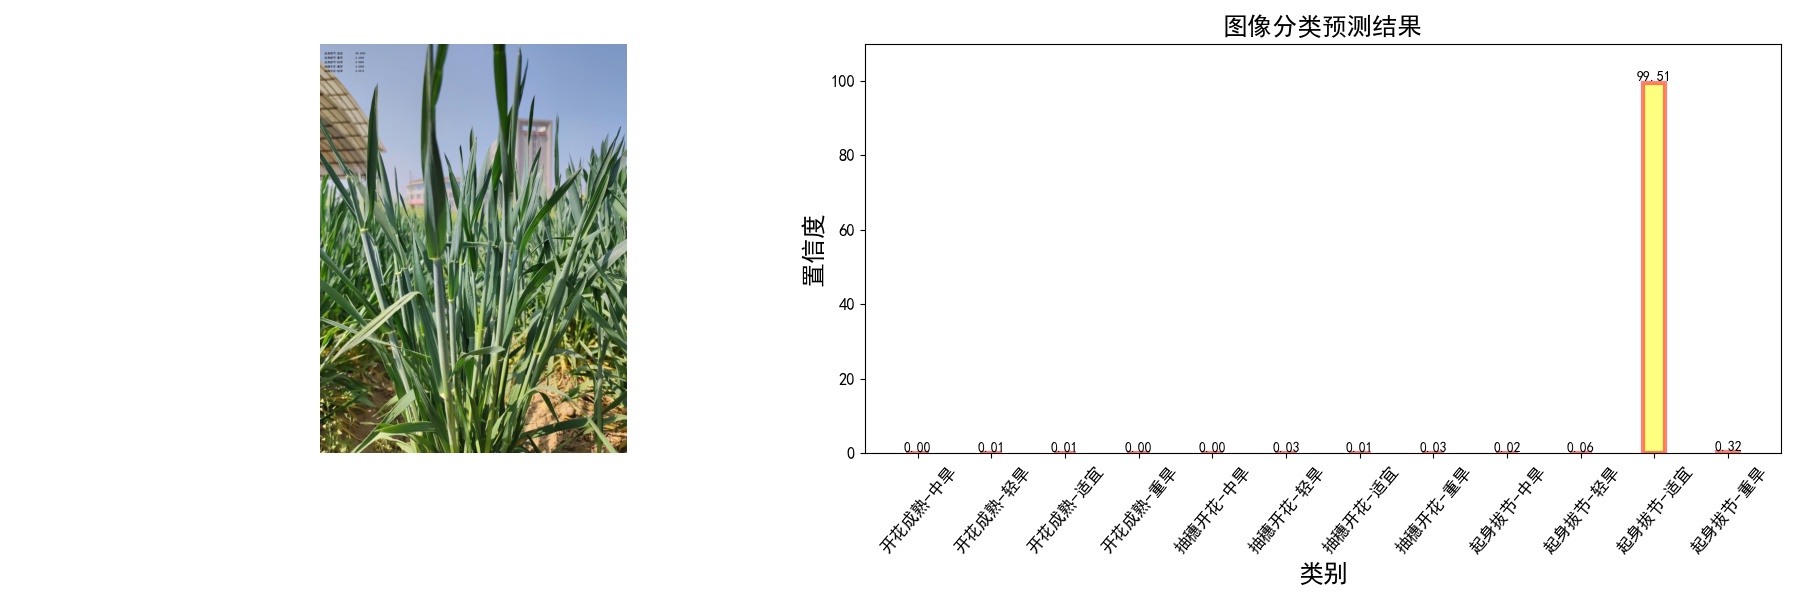 图像分类预测结果
置信度
100
80
60
40
20
0
99.51
0.00
0.01
0.01
0.00
0.00
0.03
0.01
0.03
0.02
0.06
0.32
开花成熟-中旱
开花成熟-轻旱
开花成熟-适宜
开花成熟-重旱
抽穗开花-中旱
抽穗开花-轻旱
抽穗开花-适宜
抽穗开花-重旱
起身拔节-中旱
起身拔节-轻旱
起身拔节-适宜
起身拔节-重旱
类别